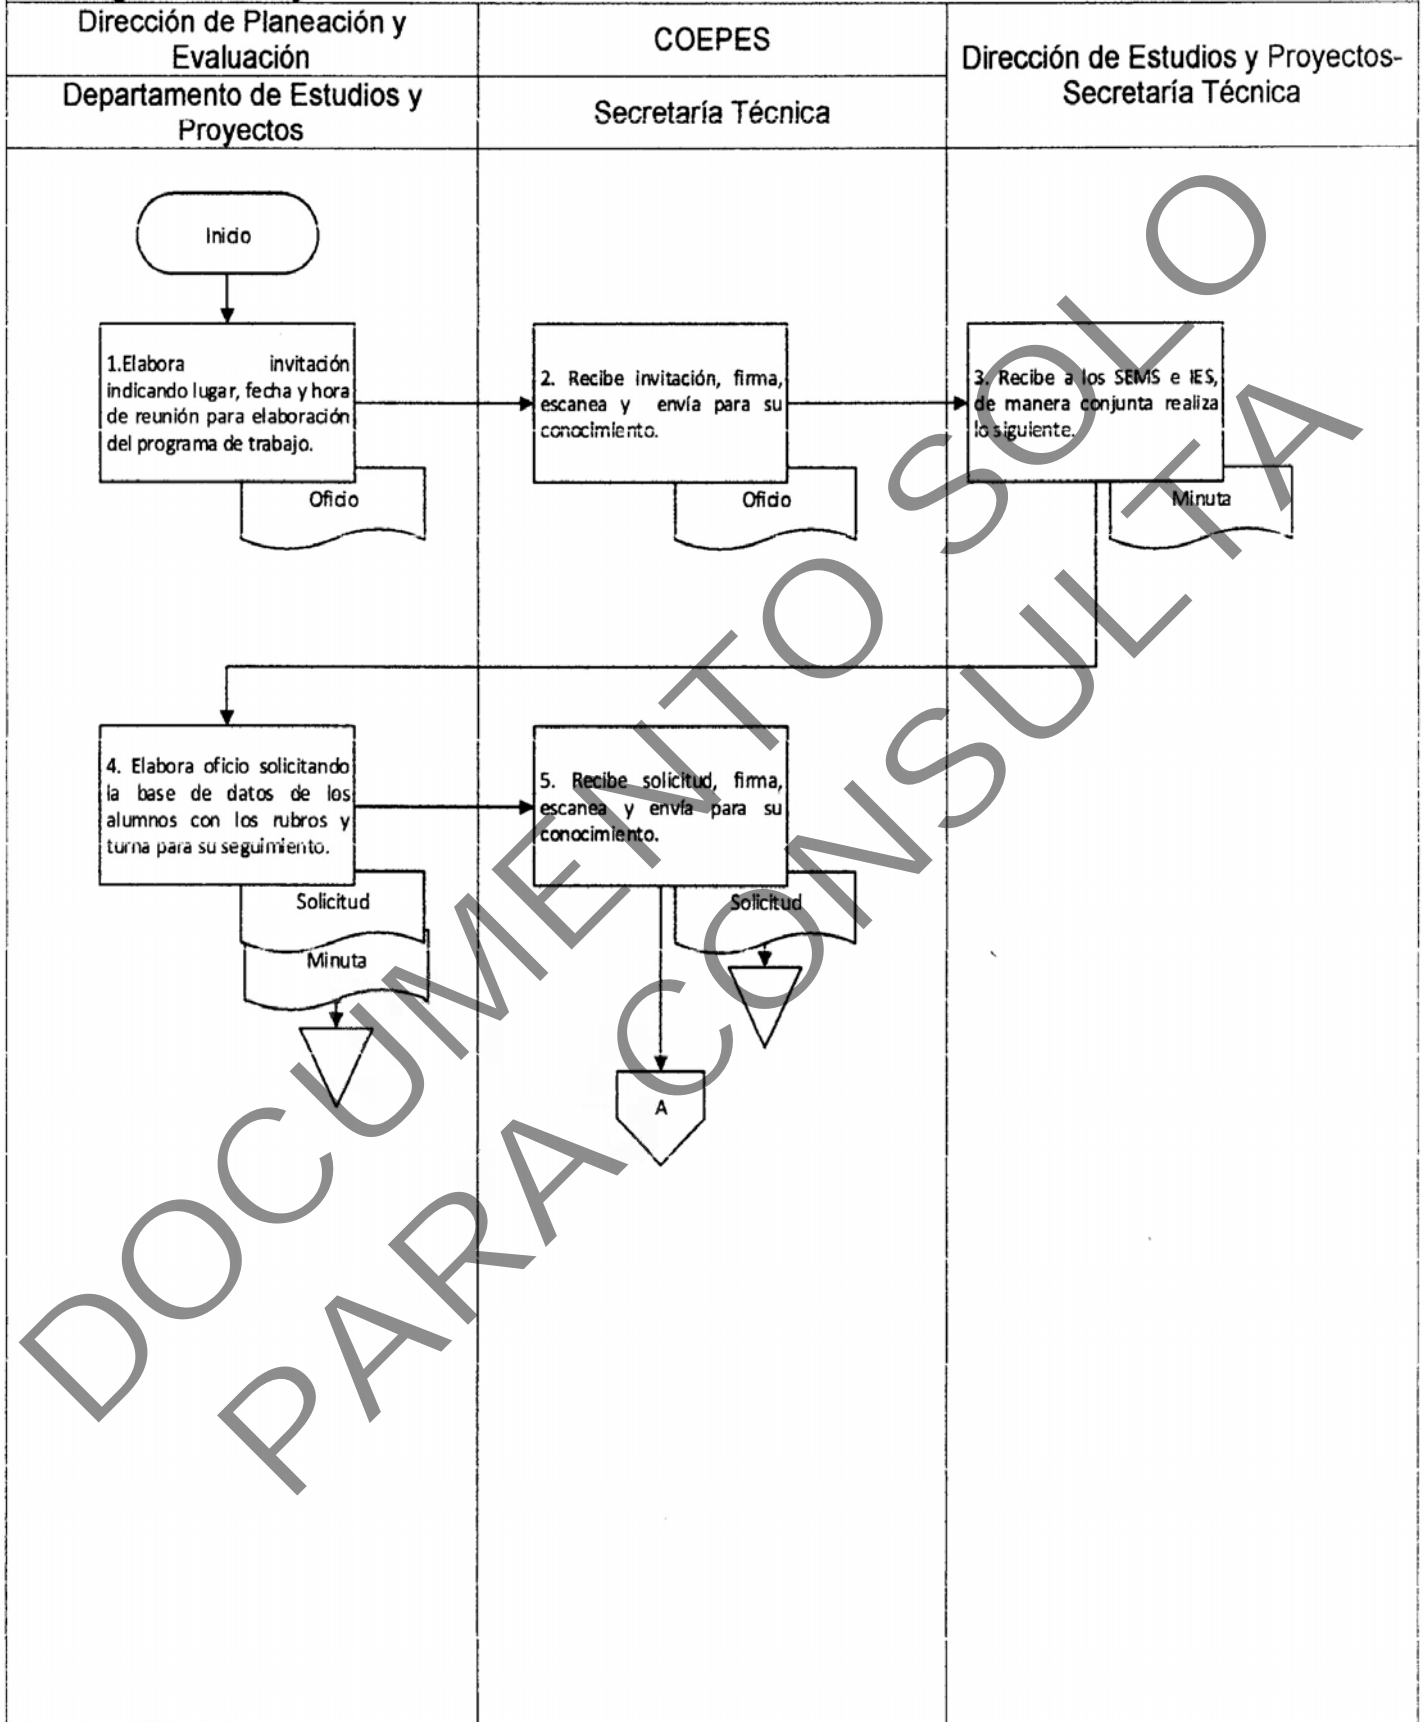 Dirección de Planeación y
Evaluación
COEPES
Dirección de Estudios y Proyectos-
Secretaría Técnica
Departamento de Estudios y
Proyectos
Secretaría Técnica
Inicio
1.Elabora invitación
indicando lugar, fecha y hora
de reunión para elaboración
del programa de trabajo.
Oficio
2. Recibe invitación, firma,
escanea y envía para su
conocimiento.
Oficio
3. Recibe a los SEMS e IES,
de manera conjunta realiza
lo siguiente.
Minuta
4. Elabora oficio solicitando
la base de datos de los
alumnos con los rubros y
turna para su seguimiento.
Solicitud
Minuta
5. Recibe solicitud, firma,
escanea y envía para su
conocimiento.
Solicitud
A
DOCUMENTO SOLO
PARA CONSULTA